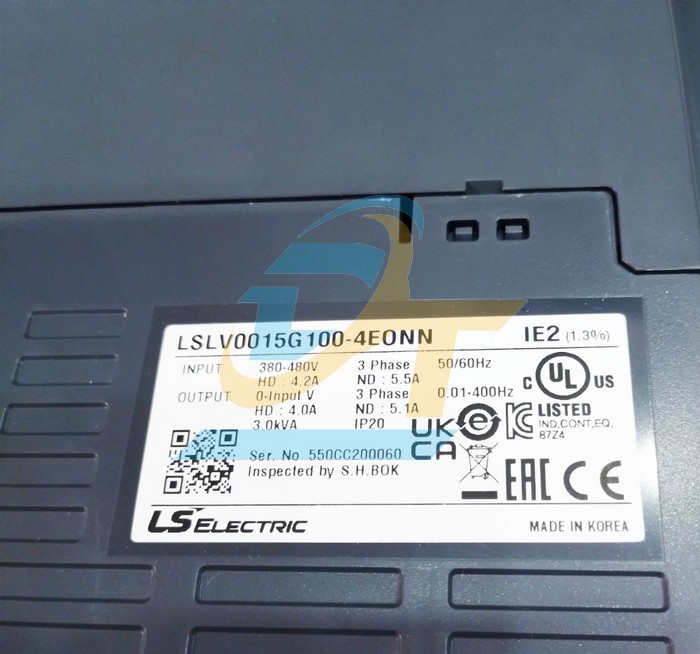 LSLV0015G100-4EONN IE2 (1.3%)
INPUT 380-480V 3 Phase 50/60Hz
HD : 4.2A ND : 5.5A
OUTPUT 0-Input V 3 Phase 0.01-400Hz
HD : 4.0A ND : 5.1A
3.0kVA IP20
C UL US
LISTED
IND.CONT.EQ.
87Z4
UK
CA
Ser. No 550CC200060
Inspected by S.H.BOK
EAC CE
LS ELECTRIC
MADE IN KOREA